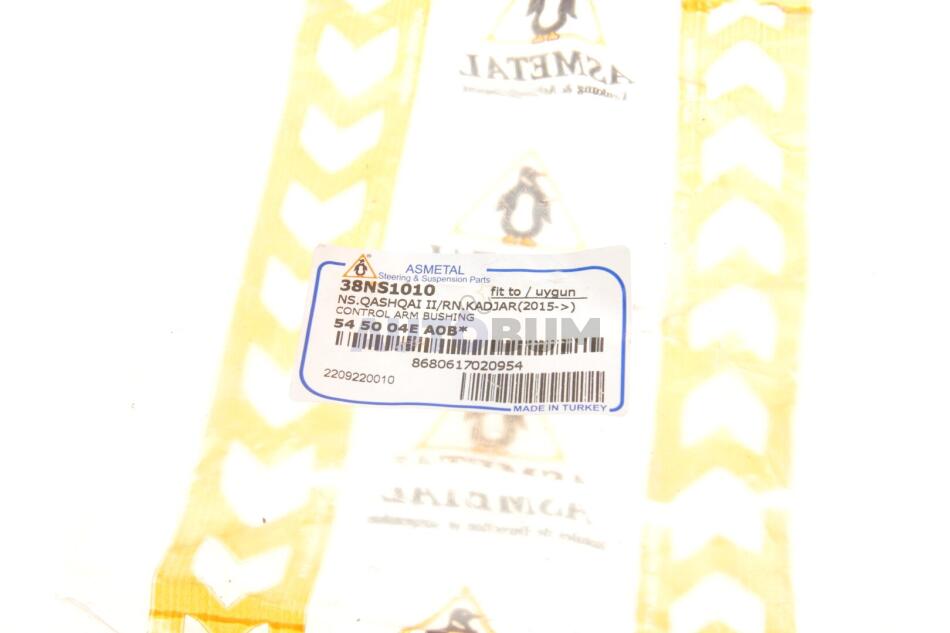 ASMETAL
ASMETAL
Steering & Suspension Parts
38NS1010 fit to / uygun
NS.QASHQAI II/RN.KADJAR(2015->)
CONTROL ARM BUSHING
54 50 04E A0B*
AUTOBUM
8680617020954
2209220010
MADE IN TURKEY
ASMETAL